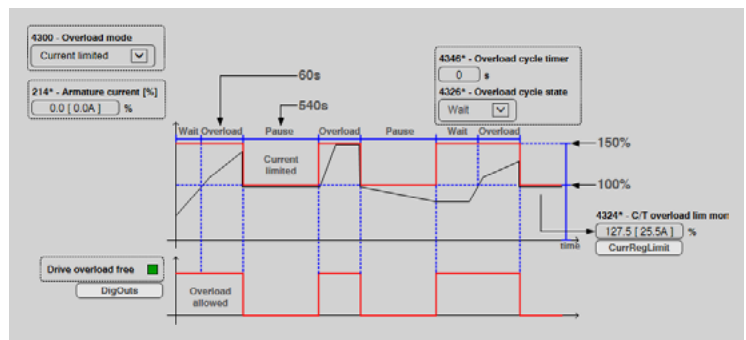 4300 - Overload mode
Current limited
214* - Armature current [%]
0.0 [ 0.0A ] %
60s
540s
4346* - Overload cycle timer
0 s
4326* - Overload cycle state
Wait
Wait Overload Pause Overload Pause Wait Overload
150%
Current
limited
100%
4324* - C/T overload lim mon
127.5 [ 25.5A ] %
CurrRegLimit
time
Drive overload free
DigOuts
Overload
allowed